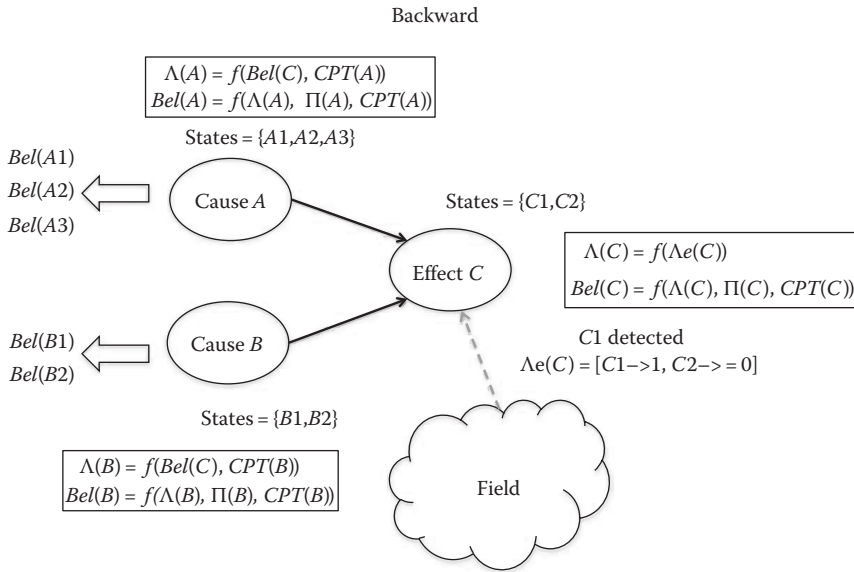 Backward
Λ(A) = f(Bel(C), CPT(A))
Bel(A) = f(Λ(A), Π(A), CPT(A))
States = {A1,A2,A3}
Bel(A1)
Bel(A2)
Bel(A3)
Cause A
States = {C1,C2}
Effect C
Λ(C) = f(Λe(C))
Bel(C) = f(Λ(C), Π(C), CPT(C))
Bel(B1)
Bel(B2)
Cause B
C1 detected
Λe(C) = [C1–>1, C2–> = 0]
States = {B1,B2}
Λ(B) = f(Bel(C), CPT(B))
Bel(B) = f(Λ(B), Π(B), CPT(B))
Field